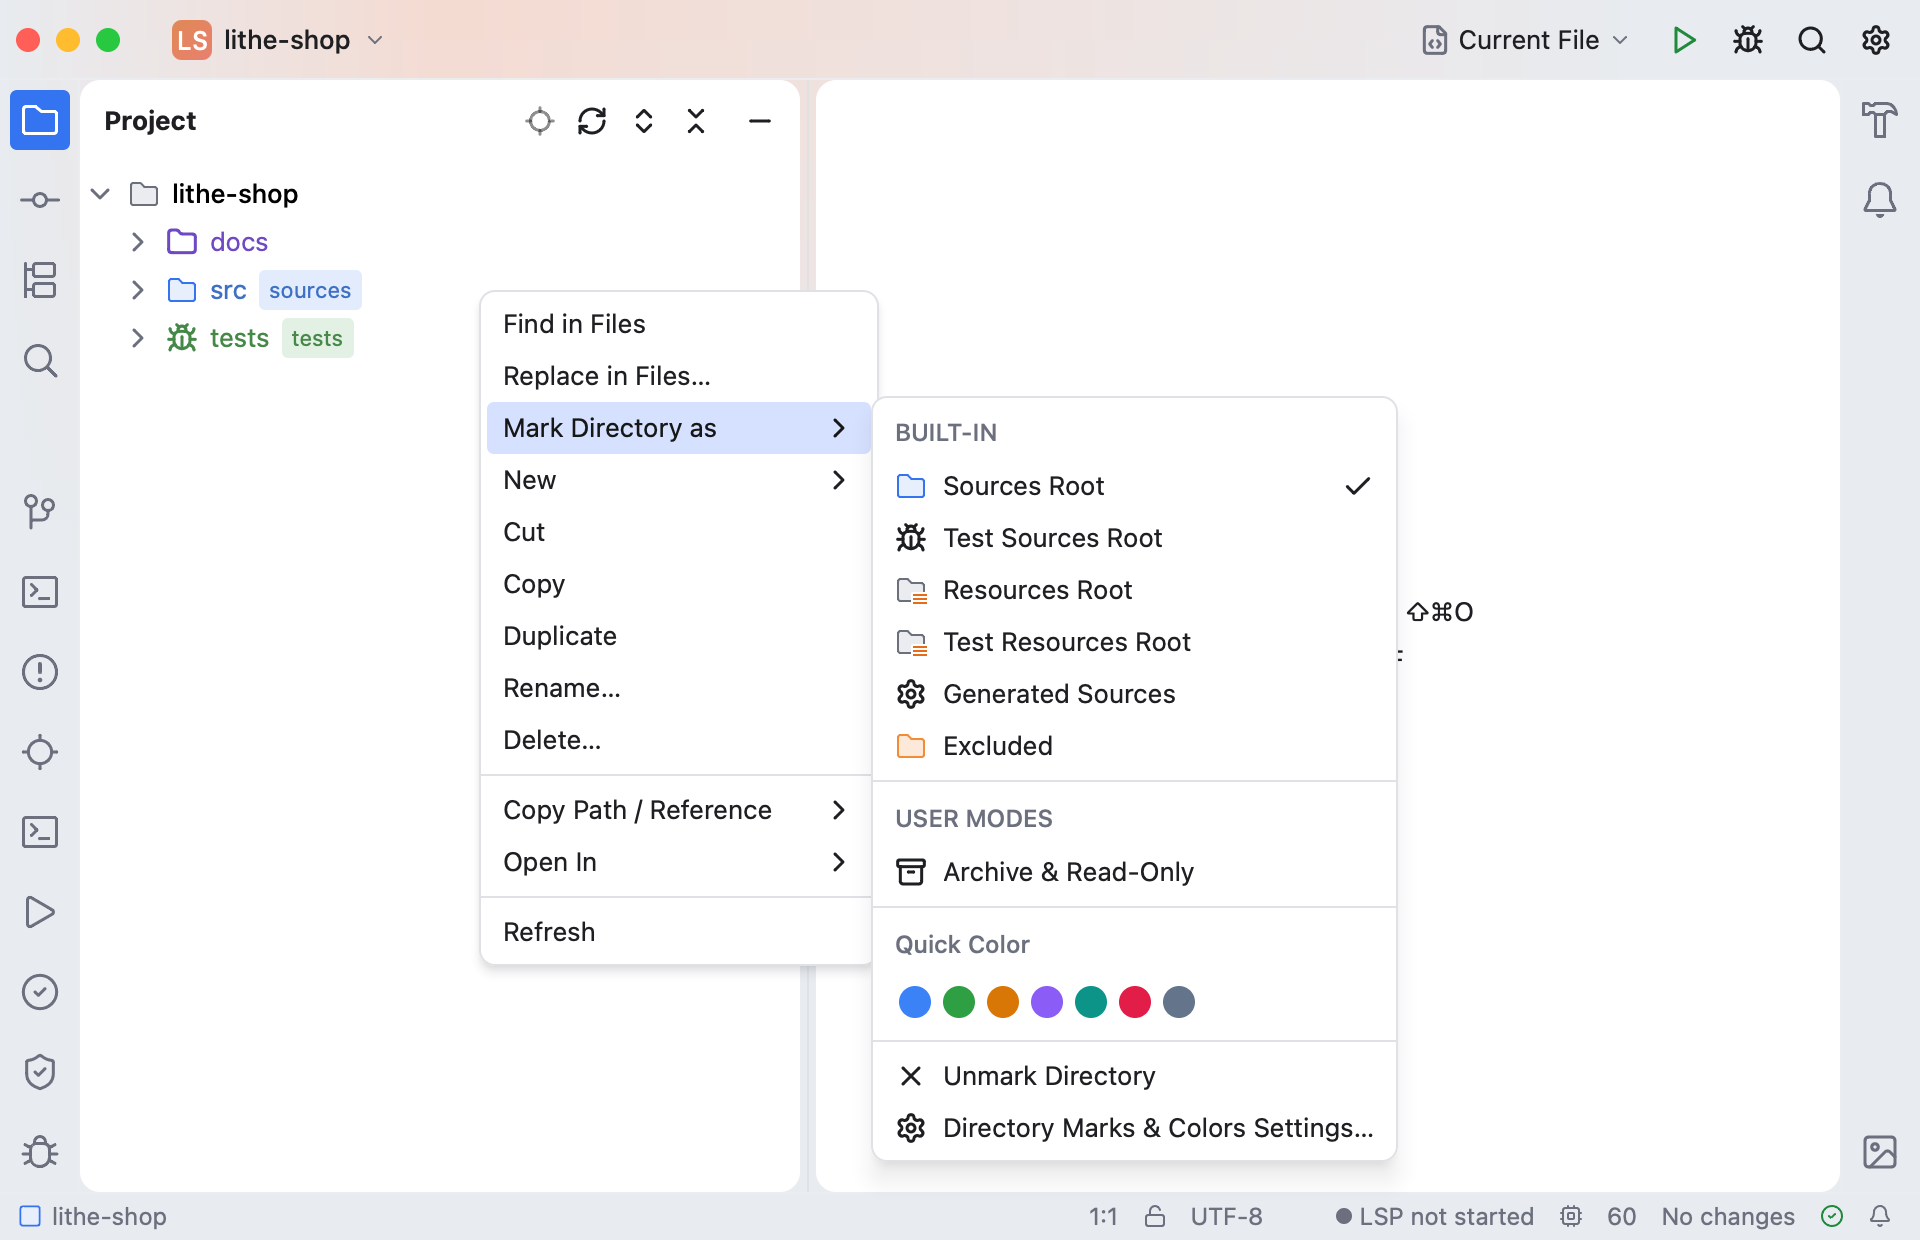 LS lithe-shop
Current File
Project
lithe-shop
docs
src sources
tests tests
Find in Files
Replace in Files...
Mark Directory as
New
Cut
Copy
Duplicate
Rename...
Delete...
Copy Path / Reference
Open In
Refresh
BUILT-IN
Sources Root
Test Sources Root
Resources Root
Test Resources Root
Generated Sources
Excluded
USER MODES
Archive & Read-Only
Quick Color
Unmark Directory
Directory Marks & Colors Settings...
⇧⌘O
lithe-shop
1:1 UTF-8 LSP not started 60 No changes